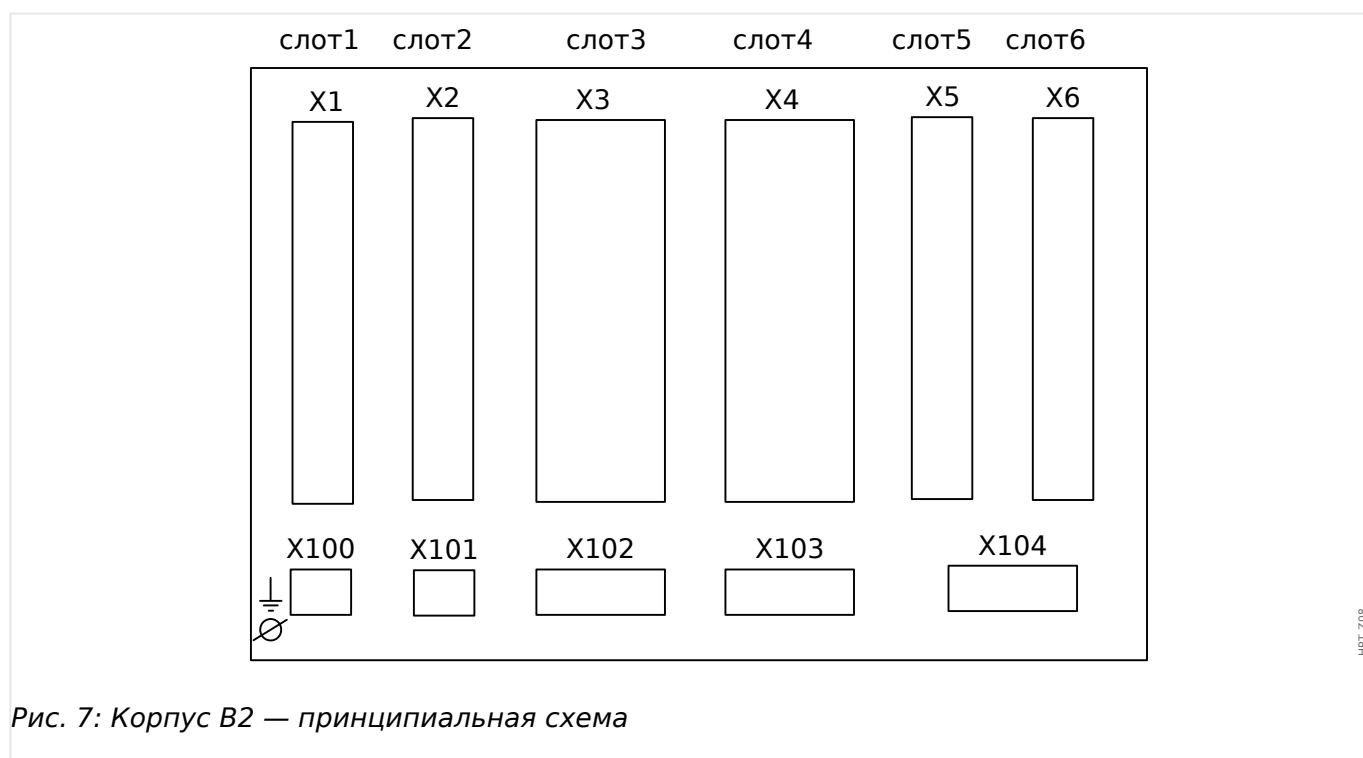 слот1 слот2 слот3 слот4 слот5 слот6
X1 X2 X3 X4 X5 X6
X100 X101 X102 X103 X104
Рис. 7: Корпус B2 — принципиальная схема